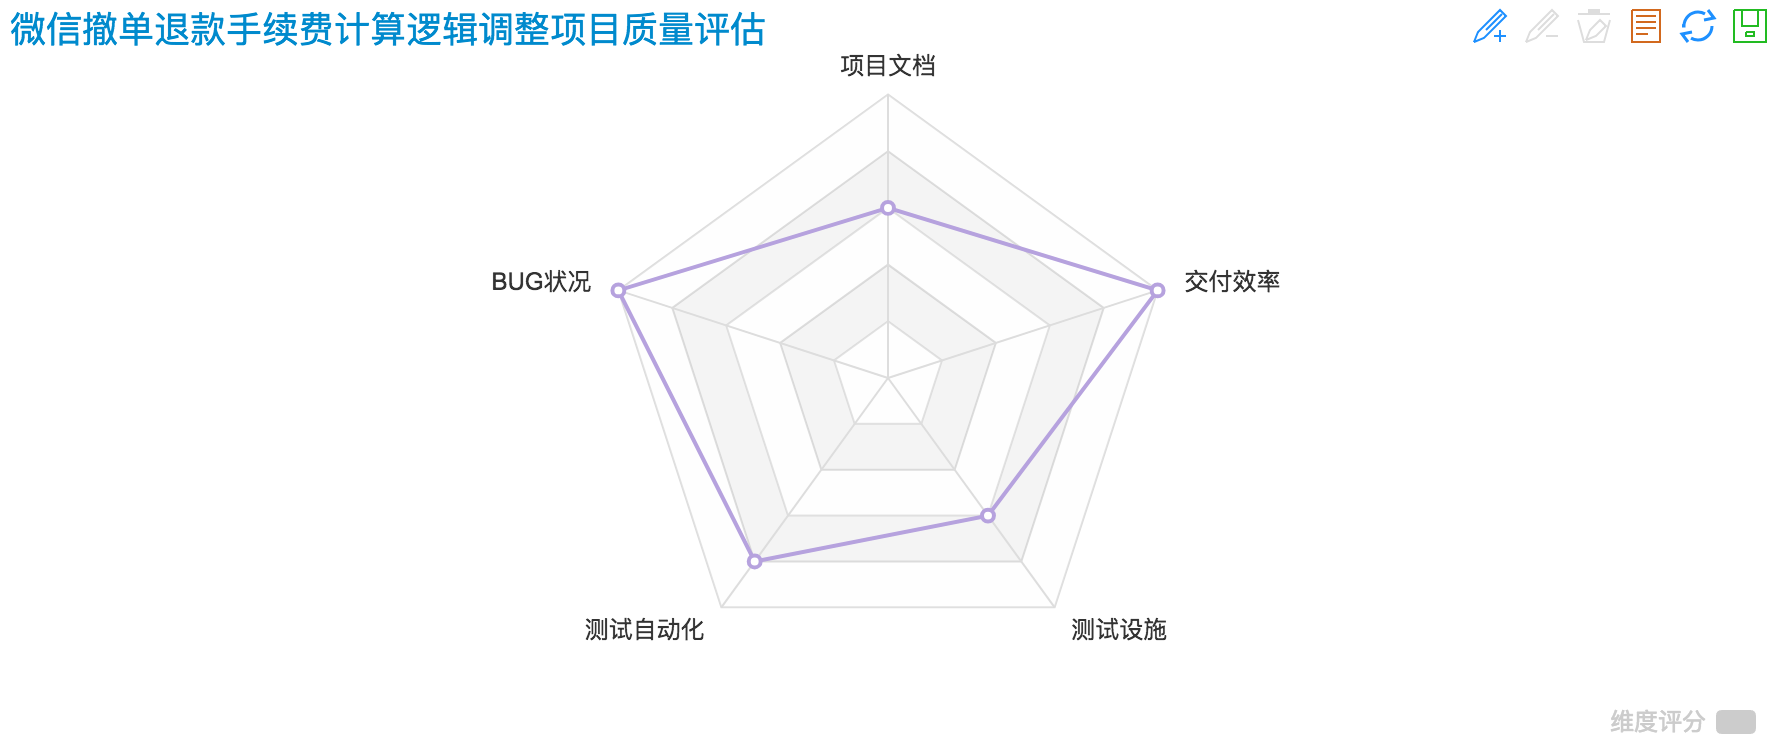 微信撤单退款手续费计算逻辑调整项目质量评估
项目文档
BUG状况
交付效率
测试自动化
测试设施
维度评分